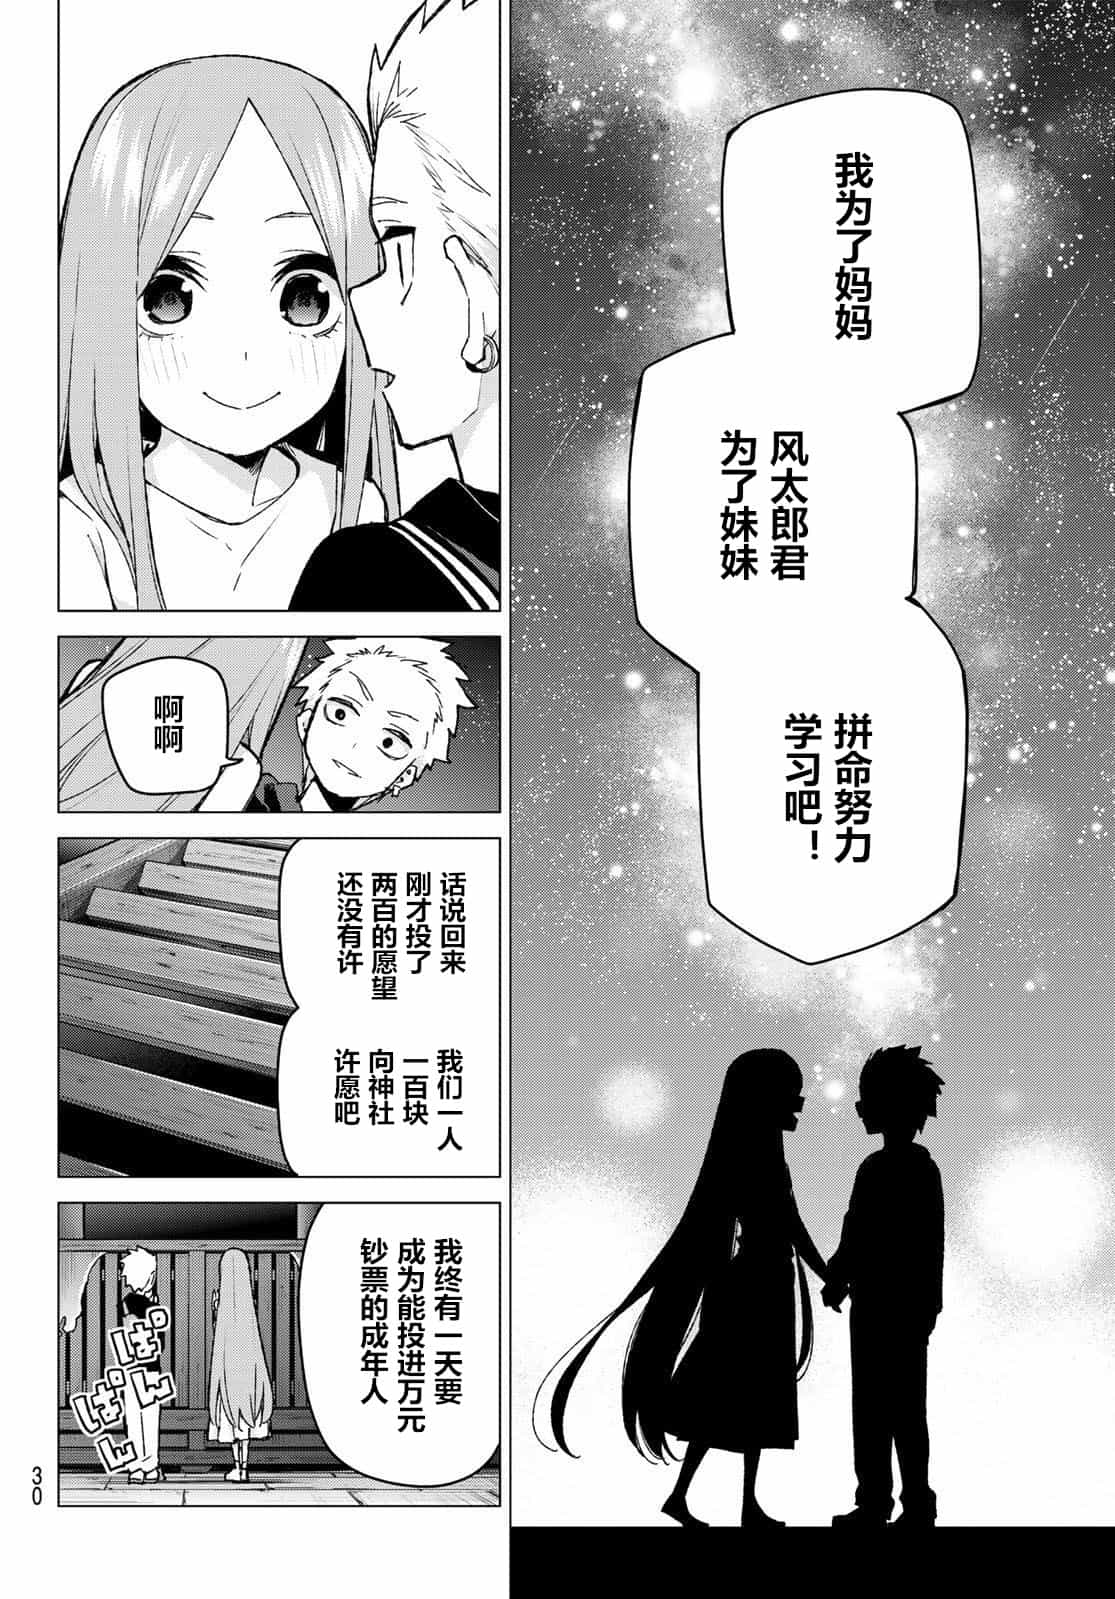 我为了妈妈
风太郎君
为了妹妹
拼命努力
学习吧！
啊
啊
话说回来
刚才投了
两百的愿望
还没有许
我们一人
一百块
向神社
许愿吧
我终有一天要
成为能投进万元
钞票的成年人
ぱん
ぱん
ぱん
ぱん
30